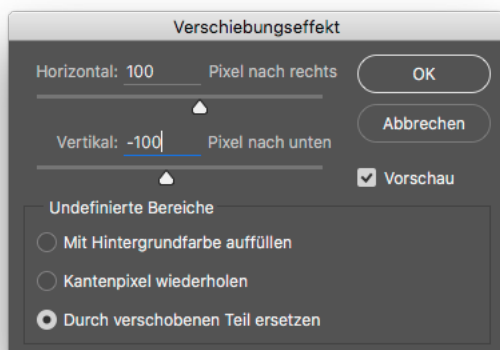 Verschiebungseffekt
Horizontal: 100 Pixel nach rechts
OK
Vertikal: -100 Pixel nach unten
Abbrechen
Vorschau
Undefinierte Bereiche
Mit Hintergrundfarbe auffüllen
Kantenpixel wiederholen
Durch verschobenen Teil ersetzen